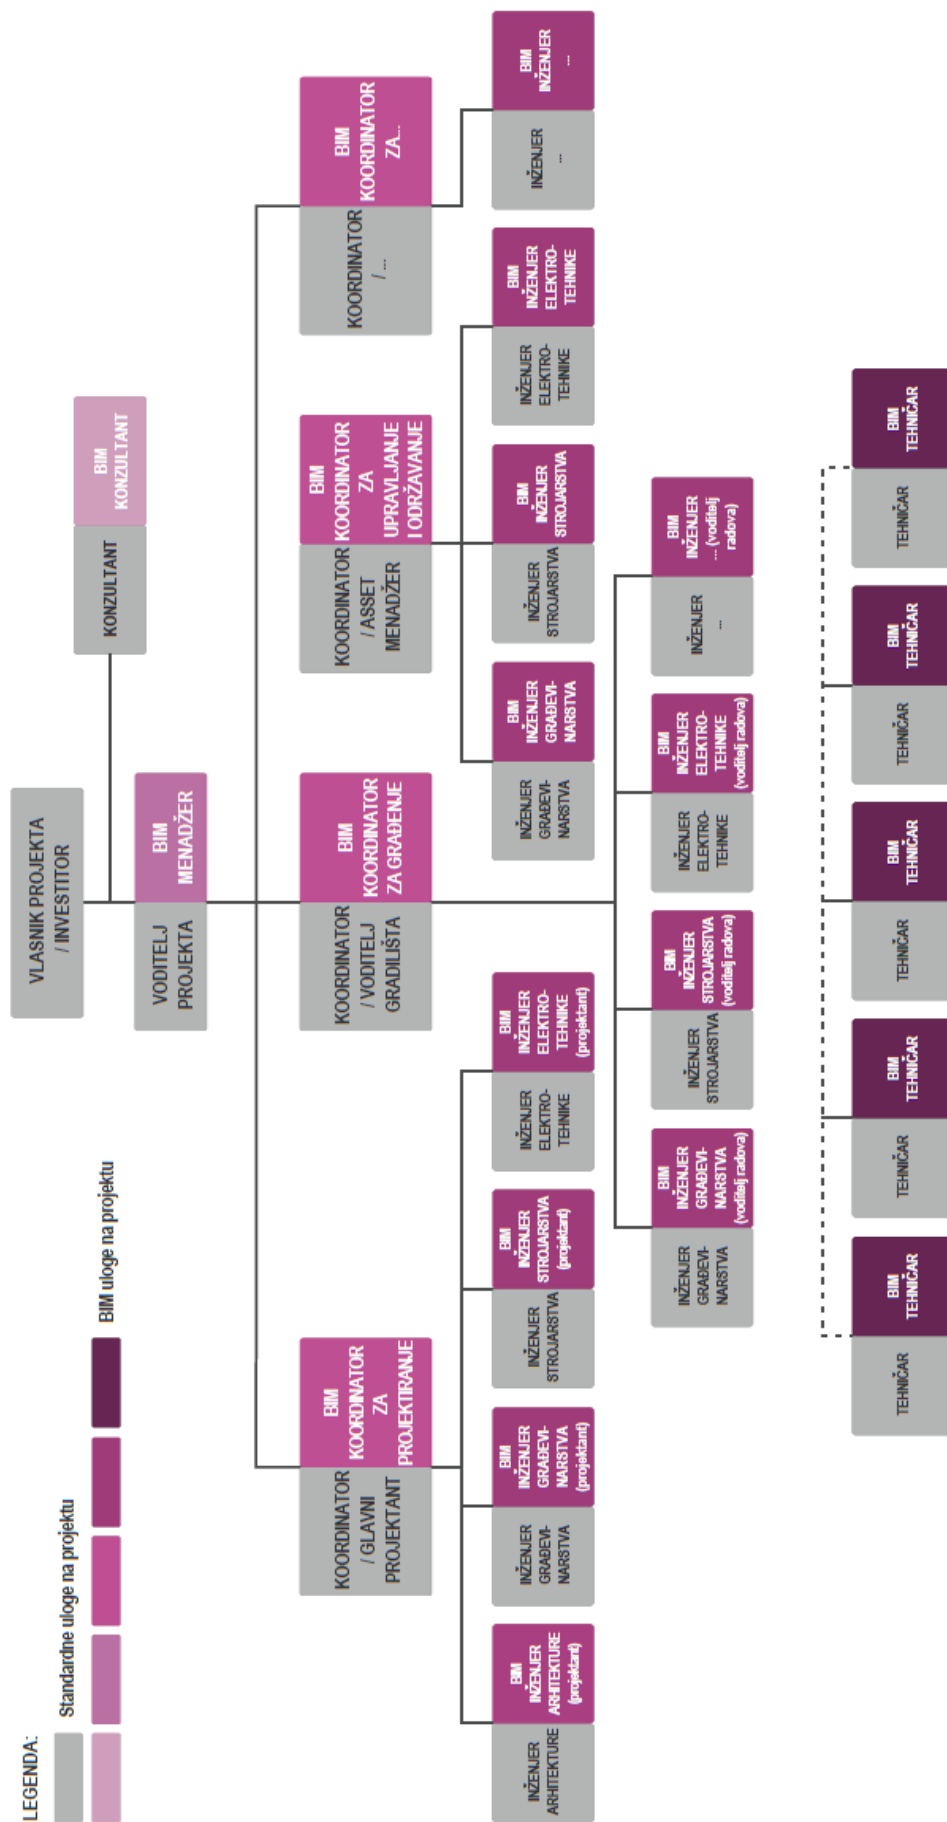 LEGENDA:
Standardne uloge na projektu
BIM uloge na projektu
VLASNIK PROJEKTA
/ INVESTITOR
KONZULTANT
BIM
KONZULTANT
VODITELJ
PROJEKTA
BIM
MENADŽER
KOORDINATOR
/ GLAVNI
PROJEKTANT
BIM
KOORDINATOR
ZA
PROJEKTIRANJE
KOORDINATOR
/ VODITELJ
GRADILIŠTA
BIM
KOORDINATOR
ZA GRAĐENJE
KOORDINATOR
/ ASSET
MENADŽER
BIM
KOORDINATOR
ZA
UPRAVLJANJE
I ODRŽAVANJE
KOORDINATOR
/ ...
BIM
KOORDINATOR
ZA...
INŽENJER
ARHITEKTURE
BIM
INŽENJER
ARHITEKTURE
(projektant)
INŽENJER
GRAĐEVI-
NARSTVA
BIM
INŽENJER
GRAĐEVI-
NARSTVA
(projektant)
INŽENJER
STROJARSTVA
BIM
INŽENJER
STROJARSTVA
(projektant)
INŽENJER
ELEKTRO-
TEHNIKE
BIM
INŽENJER
ELEKTRO-
TEHNIKE
(projektant)
INŽENJER
GRAĐEVI-
NARSTVA
BIM
INŽENJER
GRAĐEVI-
NARSTVA
INŽENJER
STROJARSTVA
BIM
INŽENJER
STROJARSTVA
INŽENJER
ELEKTRO-
TEHNIKE
BIM
INŽENJER
ELEKTRO-
TEHNIKE
INŽENJER
...
BIM
INŽENJER
...
INŽENJER
GRAĐEVI-
NARSTVA
BIM
INŽENJER
GRAĐEVI-
NARSTVA
(voditelj radova)
INŽENJER
STROJARSTVA
BIM
INŽENJER
STROJARSTVA
(voditelj radova)
INŽENJER
ELEKTRO-
TEHNIKE
BIM
INŽENJER
ELEKTRO-
TEHNIKE
(voditelj radova)
INŽENJER
...
BIM
INŽENJER
... (voditelj
radova)
TEHNIČAR
BIM
TEHNIČAR
TEHNIČAR
BIM
TEHNIČAR
TEHNIČAR
BIM
TEHNIČAR
TEHNIČAR
BIM
TEHNIČAR
TEHNIČAR
BIM
TEHNIČAR